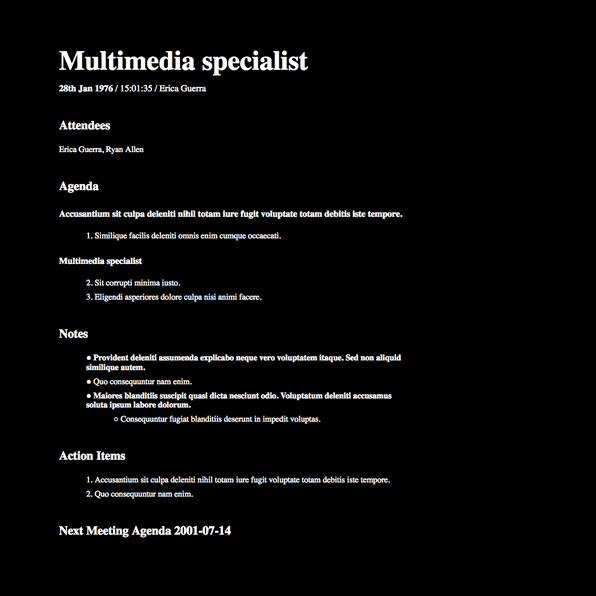 Multimedia specialist
28th Jan 1976 / 15:01:35 / Erica Guerra
Attendees
Erica Guerra, Ryan Allen
Agenda
Accusantium sit culpa deleniti nihil totam iure fugit voluptate totam debitis iste tempore.
1. Similique facilis deleniti omnis enim cumque occaecati.
Multimedia specialist
2. Sit corrupti minima iusto.
3. Eligendi asperiores dolore culpa nisi animi facere.
Notes
● Provident deleniti assumenda explicabo neque vero voluptatem itaque. Sed non aliquid
similique autem.
● Quo consequuntur nam enim.
● Maiores blanditiis suscipit quasi dicta nesciunt odio. Voluptatum deleniti accusamus
soluta ipsum labore dolorum.
○ Consequuntur fugiat blanditiis deserunt in impedit voluptas.
Action Items
1. Accusantium sit culpa deleniti nihil totam iure fugit voluptate totam debitis iste tempore.
2. Quo consequuntur nam enim.
Next Meeting Agenda 2001-07-14